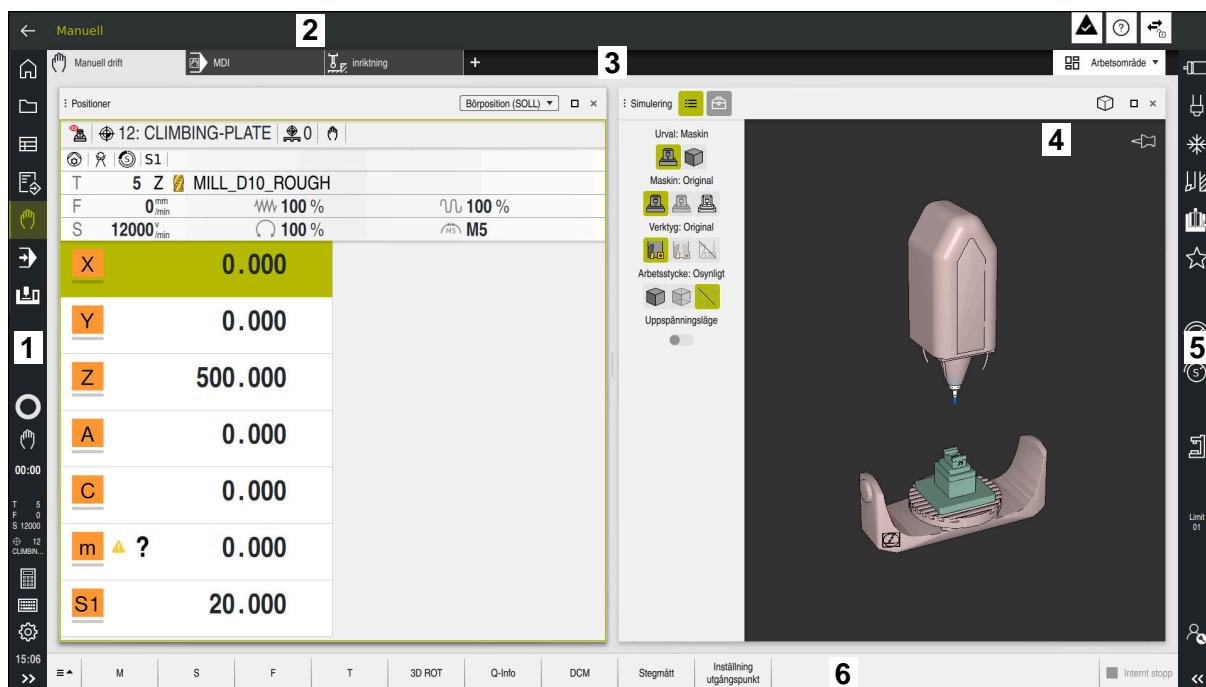 Manuell
2
Manuell drift
MDI
inriktning
+
3
Arbetsområde
Positioner
Börposition (SOLL)
12: CLIMBING-PLATE
0
S1
T 5 Z MILL_D10_ROUGH
F 0 mm/min 100 % 100 %
S 12000 v/min 100 % M5
X 0.000
Y 0.000
Z 500.000
A 0.000
C 0.000
m ? 0.000
S1 20.000
Simulering
4
Urval: Maskin
Maskin: Original
Verktyg: Original
Arbetsstycke: Osynligt
Uppspänningsläge
1
00:00
T 5
F 0
S 12000
12
CLIMBIN...
15:06
5
S
Limit
01
M
S
F
T
3D ROT
Q-Info
DCM
Stegmått
Inställning
utgångspunkt
6
Internt stopp